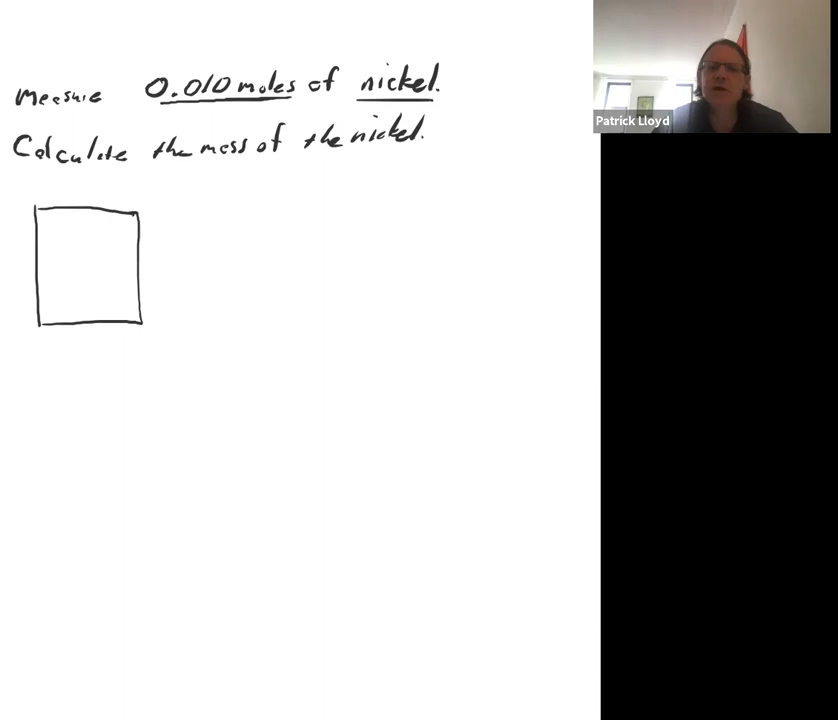 Measure 0.010 moles of nickel.
Calculate the mass of the nickel.
Patrick Lloyd